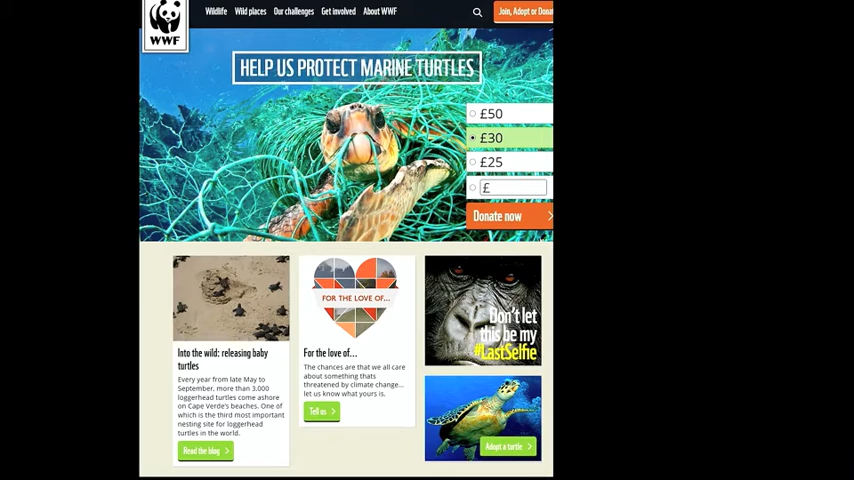 WWF
Wildlife Wild places Our challenges Get involved About WWF
Join, Adopt or Dona
HELP US PROTECT MARINE TURTLES
£50
£30
£25
£
Donate now
Into the wild: releasing baby
turtles
Every year from late May to
September, more than 3,000
loggerhead turtles come ashore
on Cape Verde's beaches. One of
which is the third most important
nesting site for loggerhead
turtles in the world.
Read the blog
FOR THE LOVE OF...
For the love of...
The chances are that we all care
about something thats
threatened by climate change...
let us know what yours is.
Tell us
Don't let
this be my
#LastSelfie
Adopt a turtle